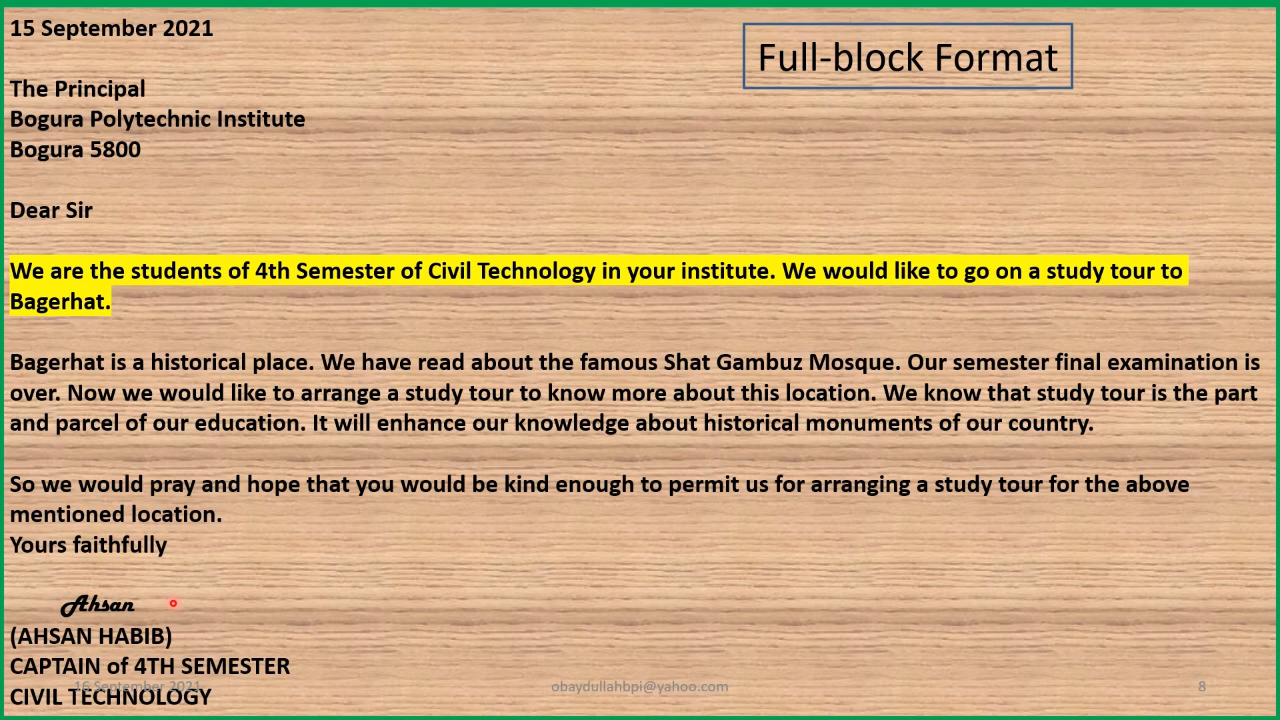 15 September 2021
Full-block Format
The Principal
Bogura Polytechnic Institute
Bogura 5800
Dear Sir
We are the students of 4th Semester of Civil Technology in your institute. We would like to go on a study tour to
Bagerhat.
Bagerhat is a historical place. We have read about the famous Shat Gambuz Mosque. Our semester final examination is
over. Now we would like to arrange a study tour to know more about this location. We know that study tour is the part
and parcel of our education. It will enhance our knowledge about historical monuments of our country.
So we would pray and hope that you would be kind enough to permit us for arranging a study tour for the above
mentioned location.
Yours faithfully
Ahsan
(AHSAN HABIB)
CAPTAIN of 4TH SEMESTER
CIVIL TECHNOLOGY
16 September 2021
obaydullahbpi@yahoo.com
8